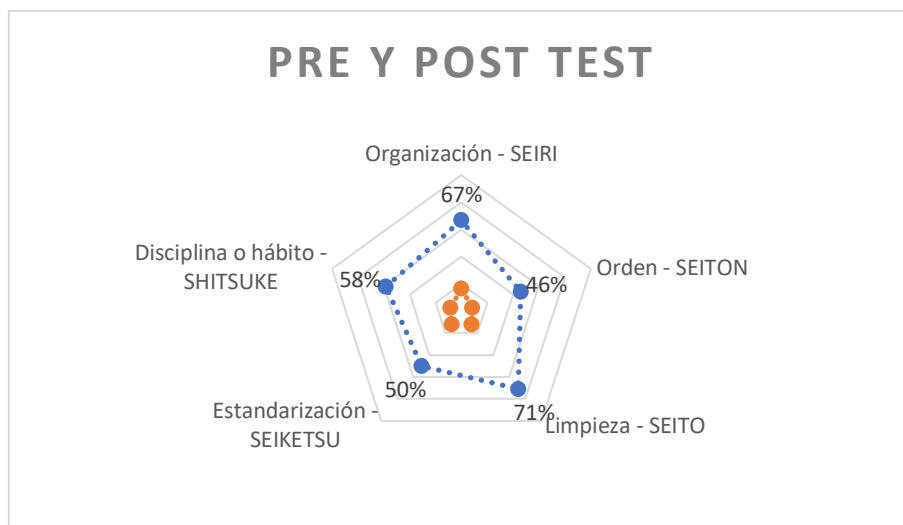 PRE Y POST TEST
Organización - SEIRI
67%
Disciplina o hábito -
SHITSUKE
58%
46%
Orden - SEITON
50%
Estandarización -
SEIKETSU
71%
Limpieza - SEITO